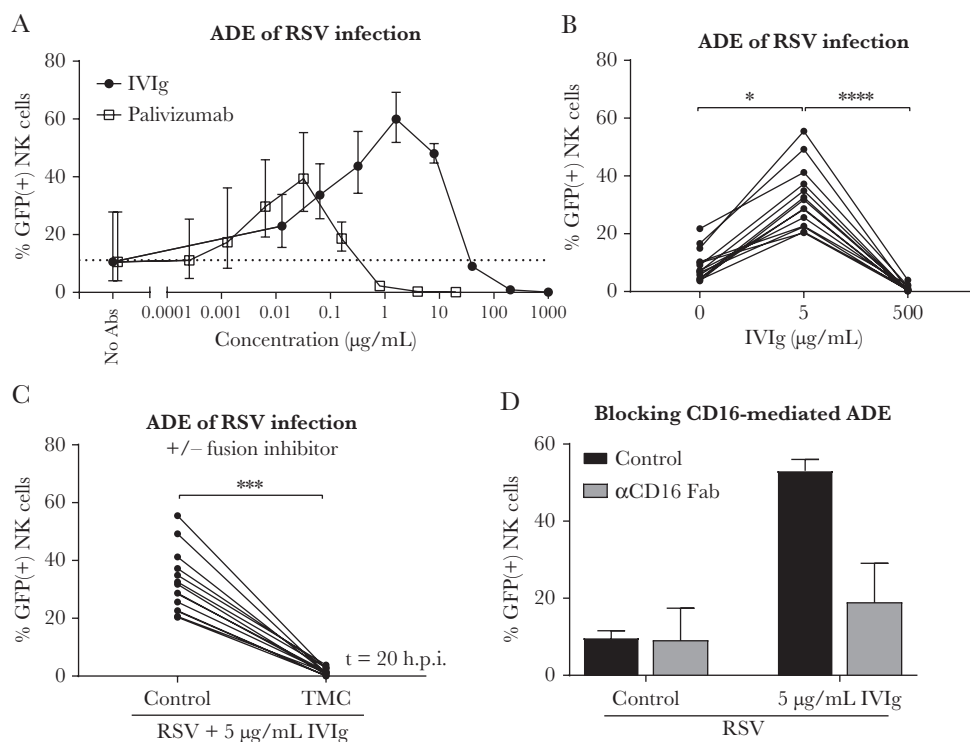 A
ADE of RSV infection
% GFP(+) NK cells
80
60
40
20
0
IVIg
Palivizumab
No Abs
0.0001
0.001
0.01
0.1
1
10
100
1000
Concentration (µg/mL)
B
ADE of RSV infection
% GFP(+) NK cells
80
60
40
20
0
*
****
0
5
500
IVIg (µg/mL)
C
ADE of RSV infection
+/– fusion inhibitor
% GFP(+) NK cells
80
60
40
20
0
***
t = 20 h.p.i.
Control
TMC
RSV + 5 µg/mL IVIg
D
Blocking CD16-mediated ADE
% GFP(+) NK cells
60
40
20
0
Control
αCD16 Fab
Control
5 µg/mL IVIg
RSV